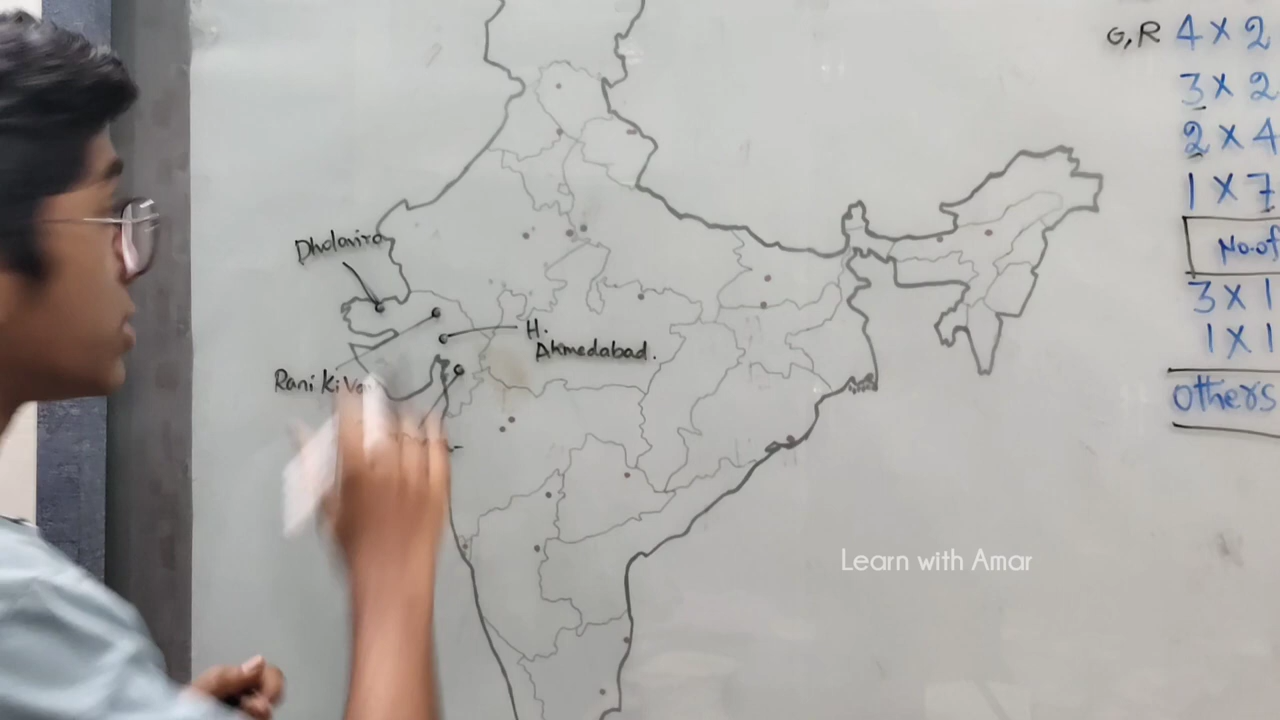 G,R 4 X 2
3 X 2
2 X 4
1 X 7
No.of
3 X 1
1 X 1
Others
Dholavira
H.
Ahmedabad.
Rani Ki
Learn with Amar